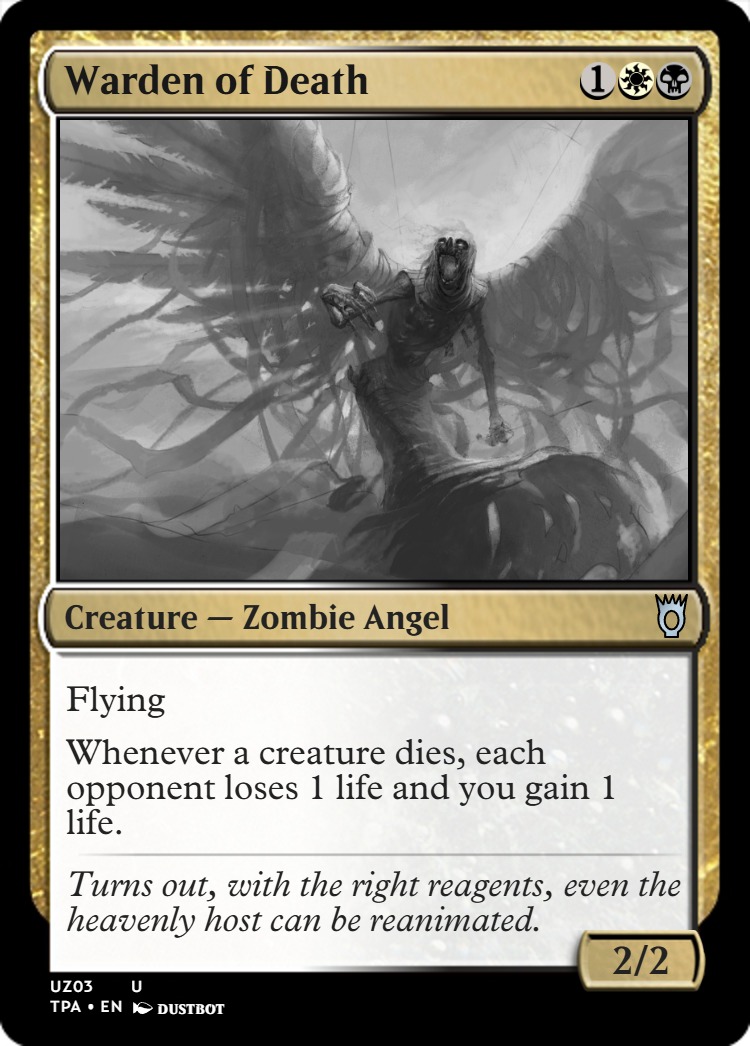 Warden of Death
1
Creature — Zombie Angel
Flying
Whenever a creature dies, each
opponent loses 1 life and you gain 1
life.
Turns out, with the right reagents, even the
heavenly host can be reanimated.
2/2
UZ03 U
TPA • EN DUSTBOT